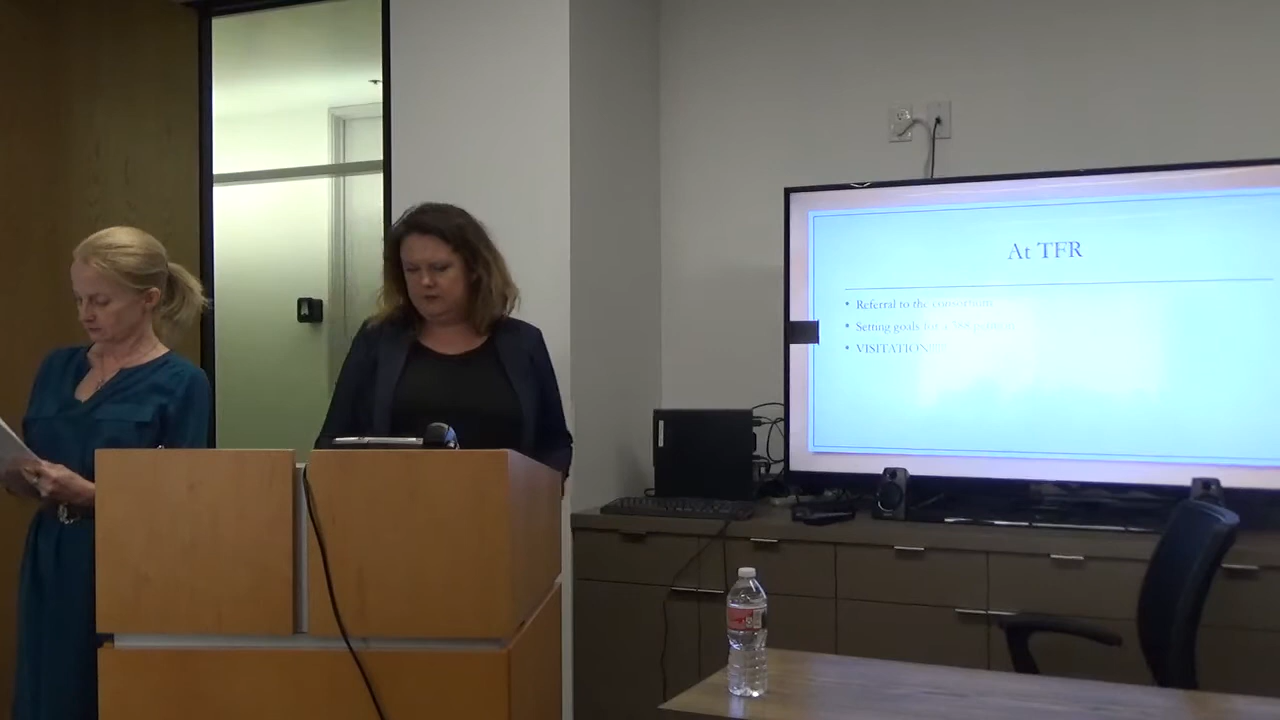 At TFR
• Referral to the consortium
• Setting goals for a
• VISITATION!!!